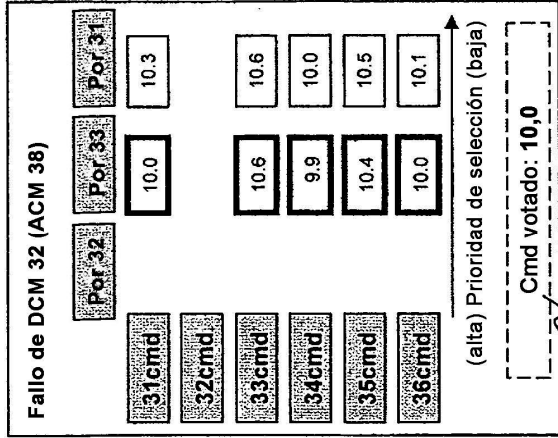 Fallo de DCM 32 (ACM 38)
Por 32 Por 33 Por 31
31cmd 10.0 10.3
32cmd
33cmd 10.6 10.6
34cmd 9.9 10.0
35cmd 10.4 10.5
36cmd 10.0 10.1
(alta) Prioridad de selección (baja)
Cmd votado: 10,0